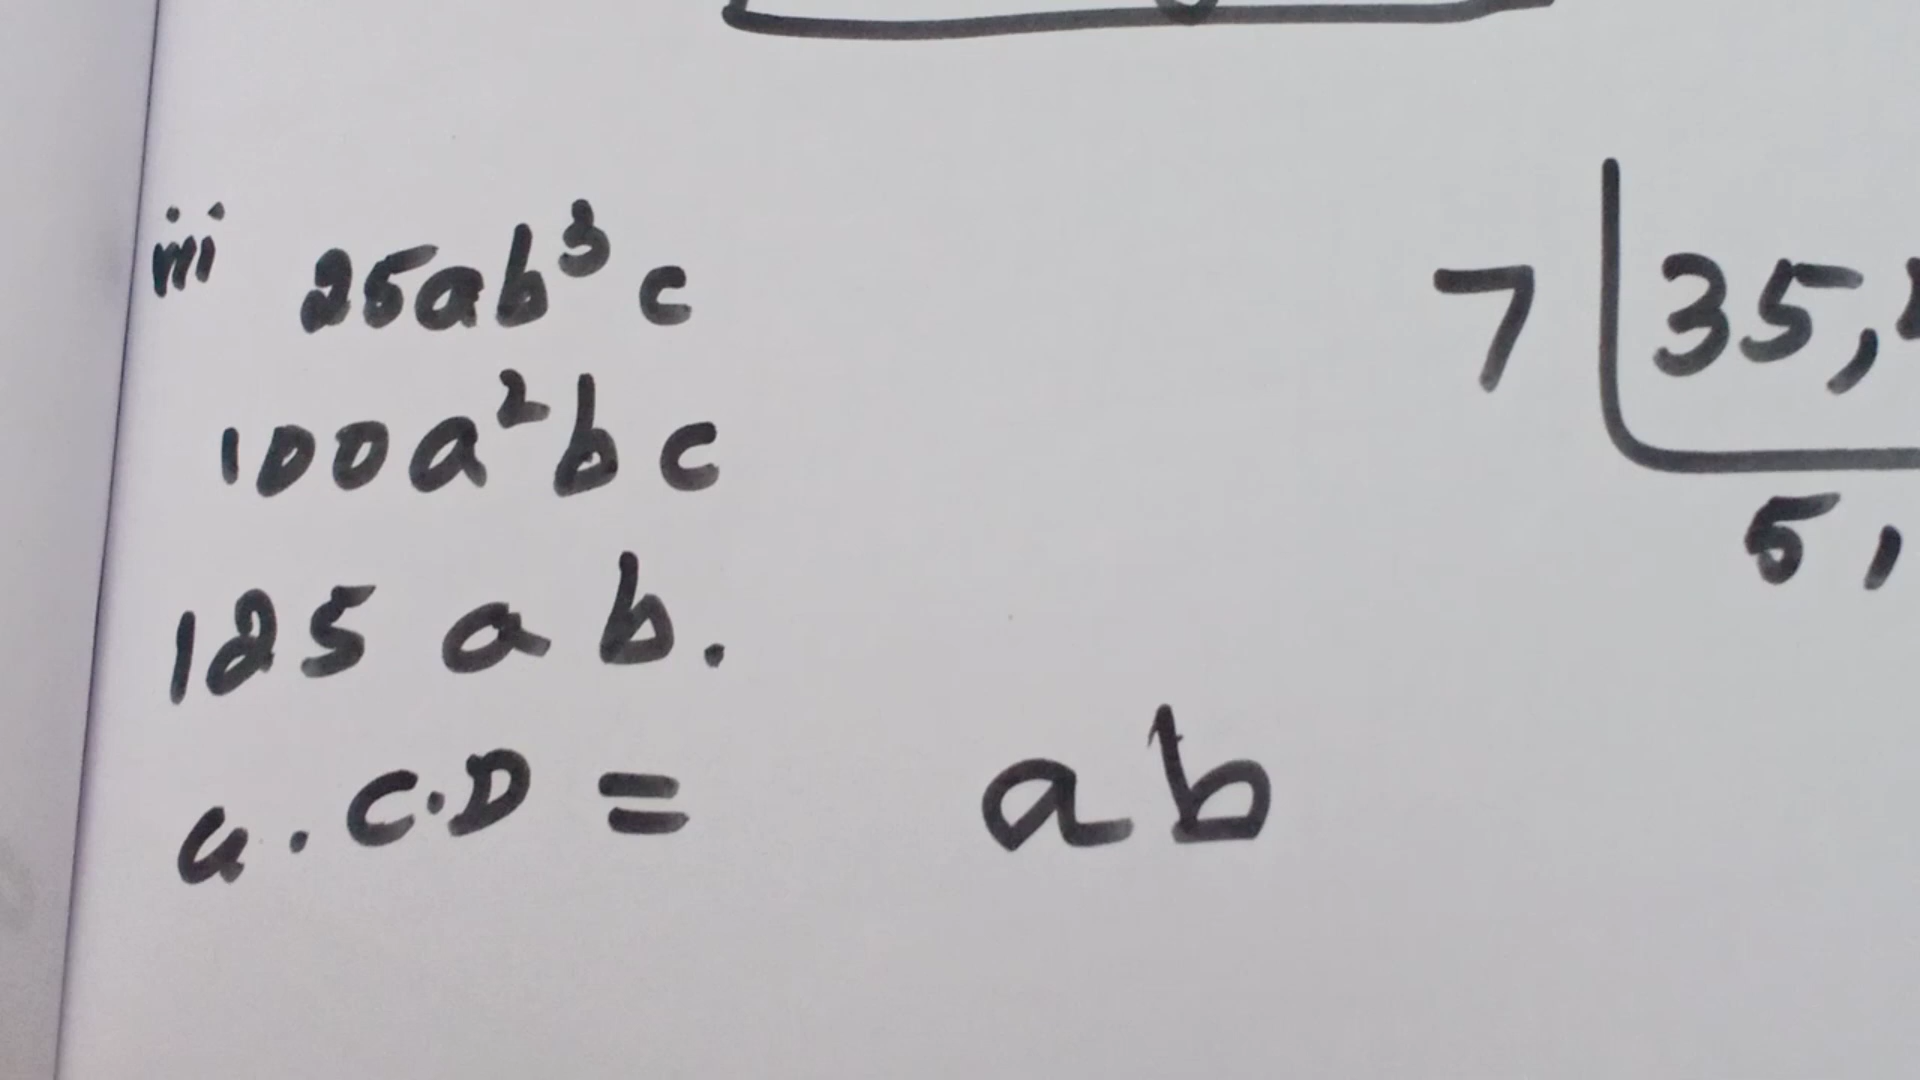 iii 25ab³c
100a²bc
125 ab.
G.C.D = ab
7 35,
5,